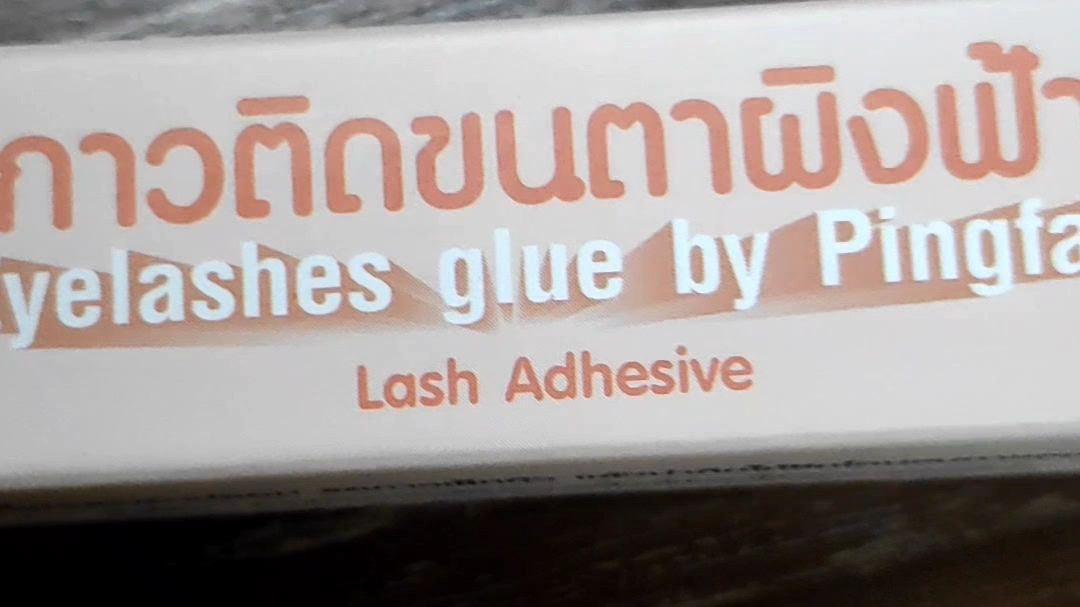 กาวติดขนตาผิงฟ้า
yelashes glue by Pingfa
Lash Adhesive